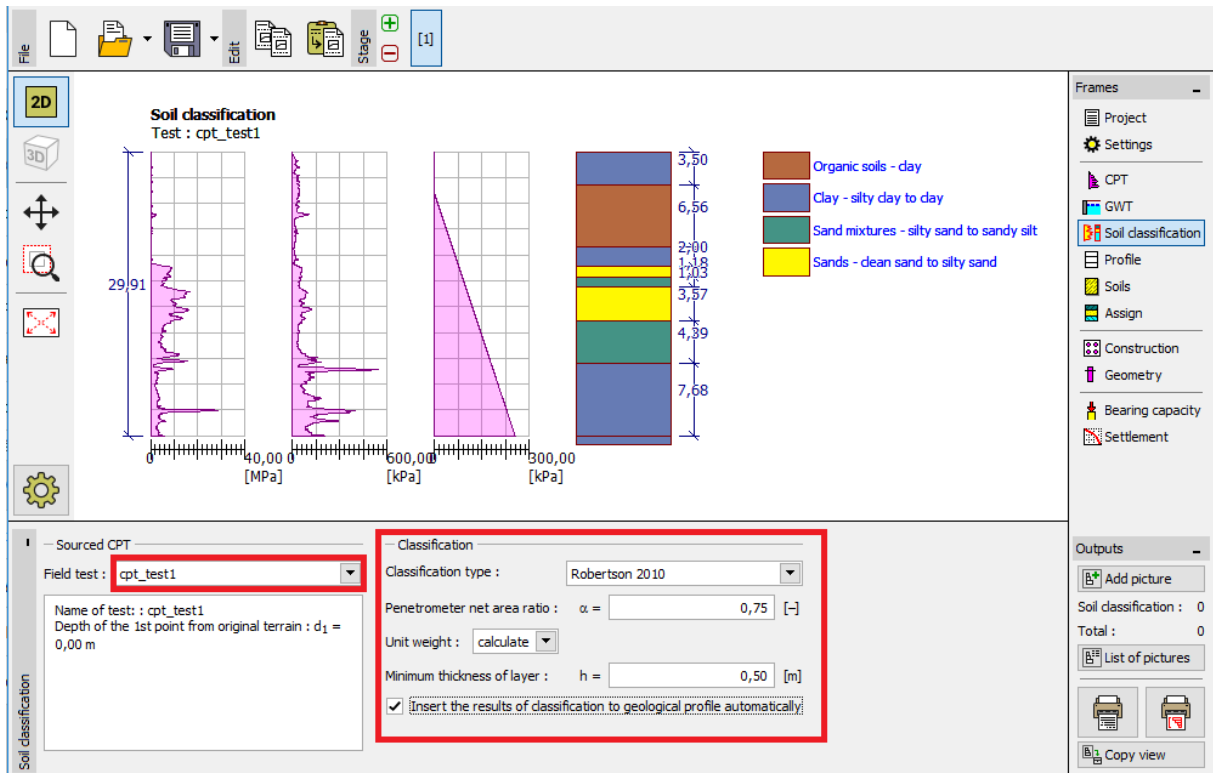 File
Edit
Stage
[1]
2D
3D
Soil classification
Test : cpt_test1
29,91
0
40,00
[MPa]
0
600,00
[kPa]
0
300,00
[kPa]
3,50
6,56
2,00
1,18
1,03
3,57
4,39
7,68
Organic soils - clay
Clay - silty clay to clay
Sand mixtures - silty sand to sandy silt
Sands - clean sand to silty sand
Frames
Project
Settings
CPT
GWT
Soil classification
Profile
Soils
Assign
Construction
Geometry
Bearing capacity
Settlement
Soil classification
Sourced CPT
Field test : cpt_test1
Name of test: : cpt_test1
Depth of the 1st point from original terrain : d1 =
0,00 m
Classification
Classification type : Robertson 2010
Penetrometer net area ratio : α = 0,75 [–]
Unit weight : calculate
Minimum thickness of layer : h = 0,50 [m]
Insert the results of classification to geological profile automatically
Outputs
Add picture
Soil classification : 0
Total : 0
List of pictures
Copy view